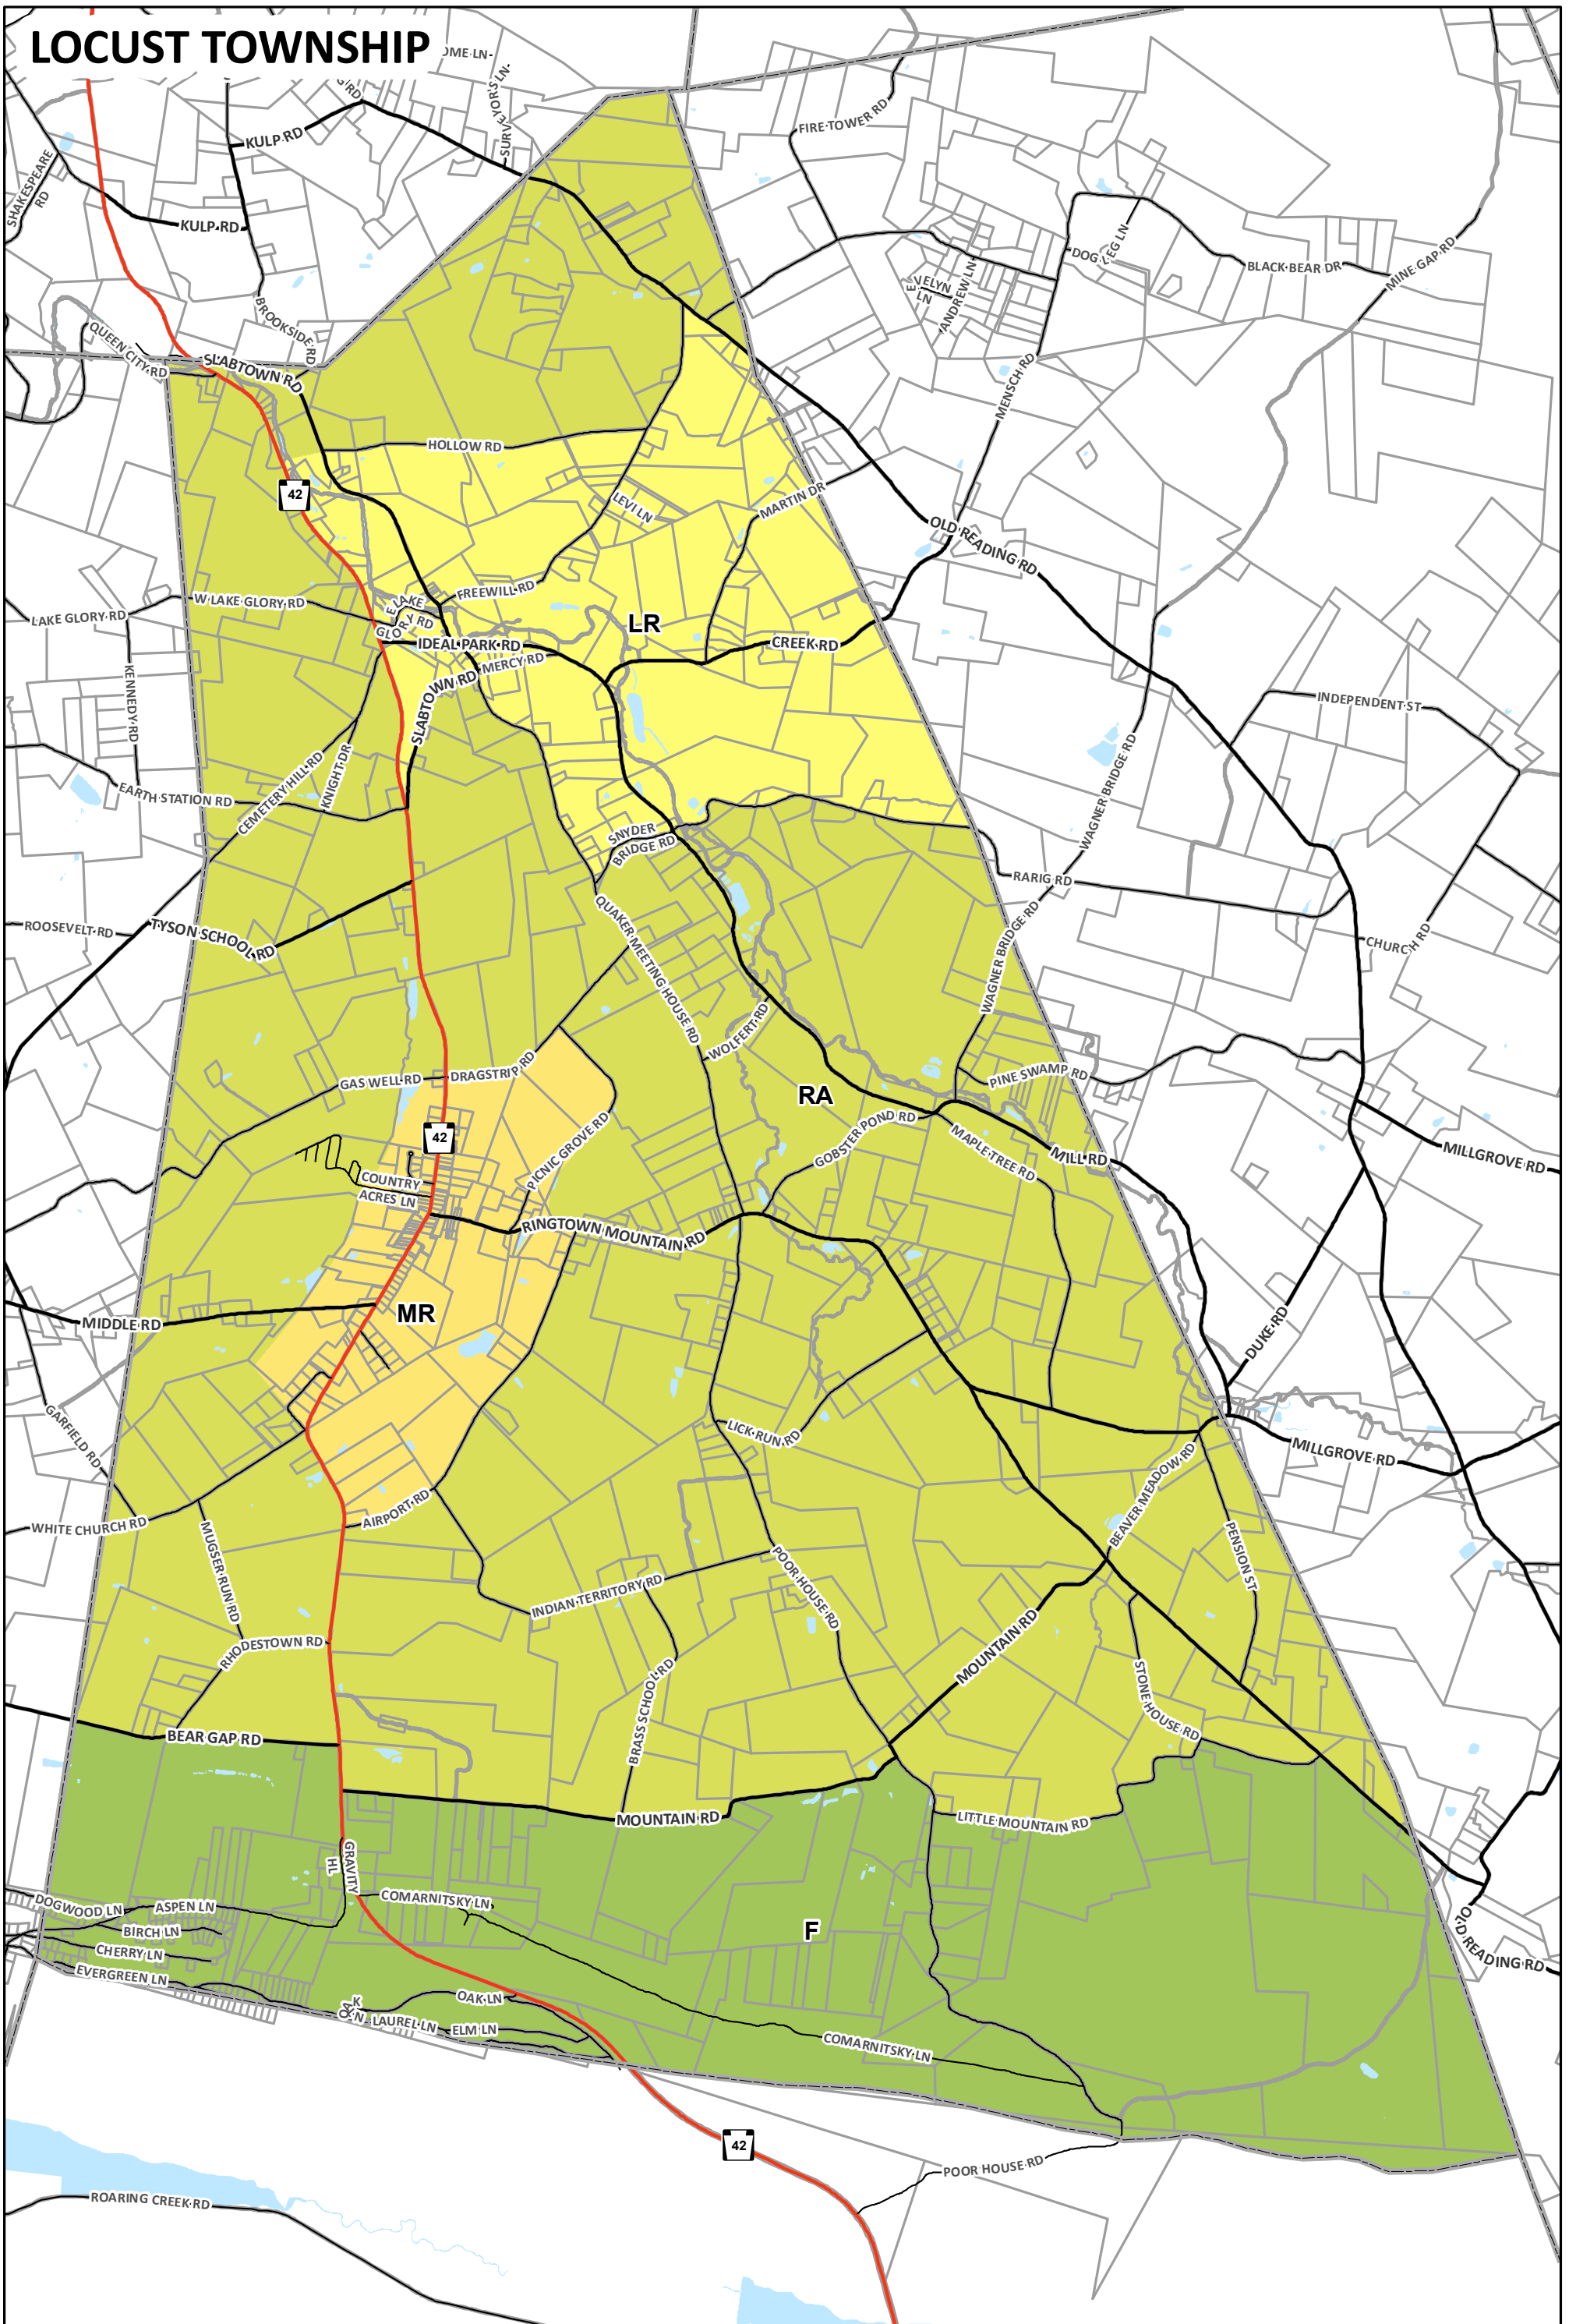 LOCUST TOWNSHIP
OME LN
SURVEYOR'S LN
G RD
KULP RD
FIRE TOWER RD
SHAKESPEARE
RD
KULP RD
DOG LEG LN
BLACK BEAR DR
MINE GAP RD
EVELYN
LN
ANDREW LN
BROOKSIDE RD
QUEEN CITY RD
SLABTOWN RD
MENSCH RD
HOLLOW RD
42
LEVI LN
MARTIN DR
OLD READING RD
FREEWILL RD
W LAKE GLORY RD
LAKE GLORY RD
E LAKE
GLORY RD
LR
IDEAL PARK RD
CREEK RD
MERCY RD
SLABTOWN RD
KENNEDY RD
INDEPENDENT ST
WAGNER BRIDGE RD
KNIGHT DR
CEMETERY HILL RD
EARTH STATION RD
SNYDER
BRIDGE RD
RARIG RD
QUAKER MEETING HOUSE RD
WAGNER BRIDGE RD
ROOSEVELT RD
TYSON SCHOOL RD
CHURCH RD
WOLFERT RD
GAS WELL RD
DRAGSTRIP RD
PINE SWAMP RD
RA
42
PICNIC GROVE RD
GOBSTER POND RD
MAPLE TREE RD
MILL RD
MILLGROVE RD
COUNTRY
ACRES LN
RINGTOWN MOUNTAIN RD
MR
MIDDLE RD
DUKE RD
GARFIELD RD
LICK RUN RD
MILLGROVE RD
BEAVER MEADOW RD
AIRPORT RD
WHITE CHURCH RD
MUGSER RUN RD
PENSION ST
INDIAN TERRITORY RD
POOR HOUSE RD
RHODESTOWN RD
MOUNTAIN RD
STONE HOUSE RD
BRASS SCHOOL RD
BEAR GAP RD
MOUNTAIN RD
LITTLE MOUNTAIN RD
GRAVITY
HL
COMARNITSKY LN
DOGWOOD LN
ASPEN LN
BIRCH LN
F
CHERRY LN
OLD READING RD
EVERGREEN LN
OAK LN
OAK
LN
LAUREL LN
ELM LN
COMARNITSKY LN
42
POOR HOUSE RD
ROARING CREEK RD